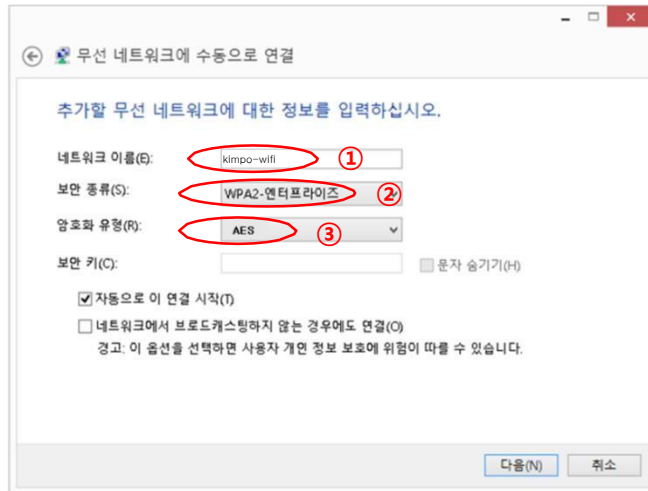 무선 네트워크에 수동으로 연결
추가할 무선 네트워크에 대한 정보를 입력하십시오.
네트워크 이름(E): kimpo-wifi ①
보안 종류(S): WPA2-엔터프라이즈 ②
암호화 유형(R): AES ③
보안 키(C): 문자 숨기기(H)
자동으로 이 연결 시작(T)
네트워크에서 브로드캐스팅하지 않는 경우에도 연결(O)
경고: 이 옵션을 선택하면 사용자 개인 정보 보호에 위험이 따를 수 있습니다.
다음(N) 취소